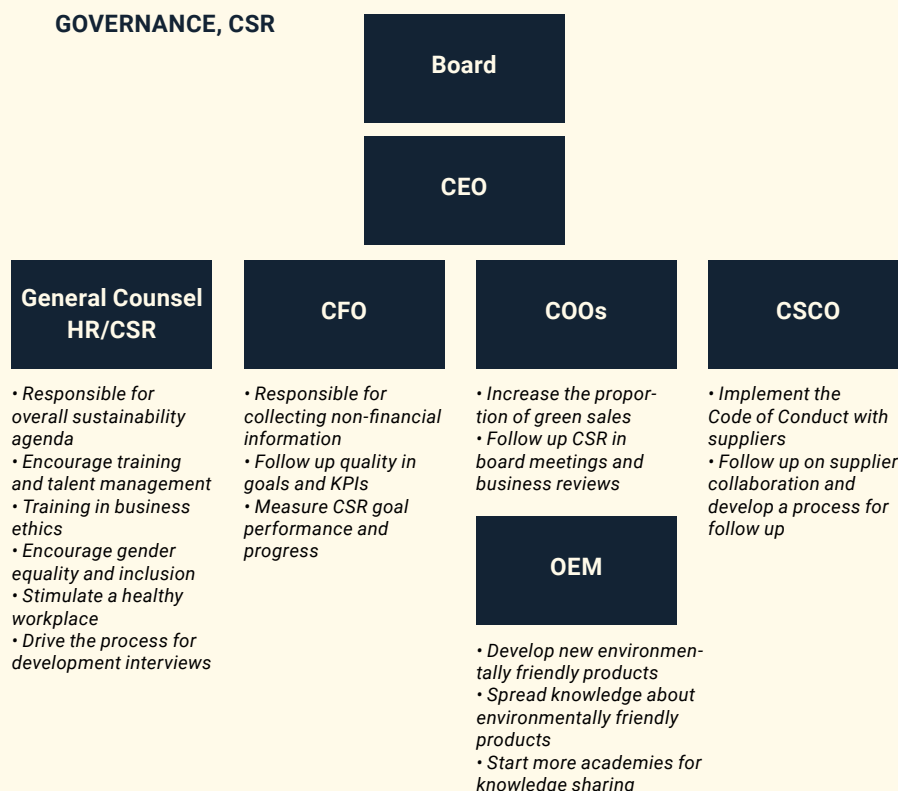 GOVERNANCE, CSR
Board
CEO
General Counsel
HR/CSR
• Responsible for
overall sustainability
agenda
• Encourage training
and talent management
• Training in business
ethics
• Encourage gender
equality and inclusion
• Stimulate a healthy
workplace
• Drive the process for
development interviews
CFO
• Responsible for
collecting non-financial
information
• Follow up quality in
goals and KPIs
• Measure CSR goal
performance and
progress
COOs
• Increase the propor-
tion of green sales
• Follow up CSR in
board meetings and
business reviews
OEM
• Develop new environmen-
tally friendly products
• Spread knowledge about
environmentally friendly
products
• Start more academies for
knowledge sharing
CSCO
• Implement the
Code of Conduct with
suppliers
• Follow up on supplier
collaboration and
develop a process for
follow up